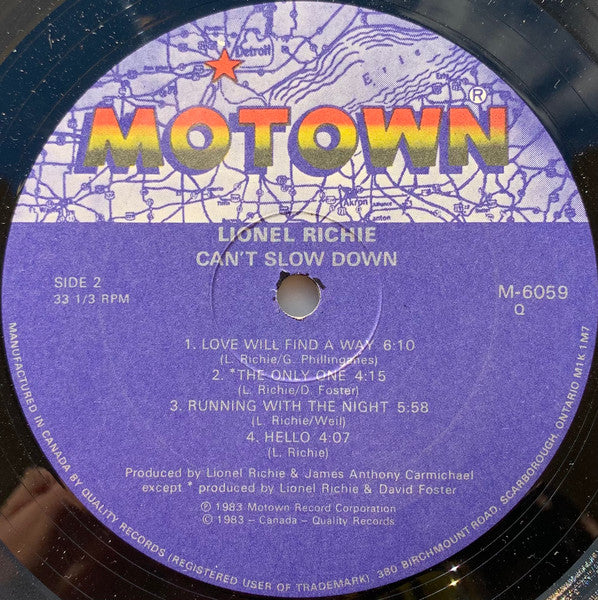 Detroit
Erie
MOTOWN®
Akron
LIONEL RICHIE
CAN'T SLOW DOWN
SIDE 2
33 1/3 RPM
M-6059
Q
1. LOVE WILL FIND A WAY 6:10
(L. Richie/G. Phillinganes)
2. *THE ONLY ONE 4:15
(L. Richie/D. Foster)
3. RUNNING WITH THE NIGHT 5:58
(L. Richie/Weil)
4. HELLO 4:07
(L. Richie)
Produced by Lionel Richie & James Anthony Carmichael
except * produced by Lionel Richie & David Foster
Ⓟ 1983 Motown Record Corporation
© 1983 – Canada – Quality Records
MANUFACTURED IN CANADA BY QUALITY RECORDS (REGISTERED USER OF TRADEMARK). 380 BIRCHMOUNT ROAD, SCARBOROUGH, ONTARIO M1K 1M7